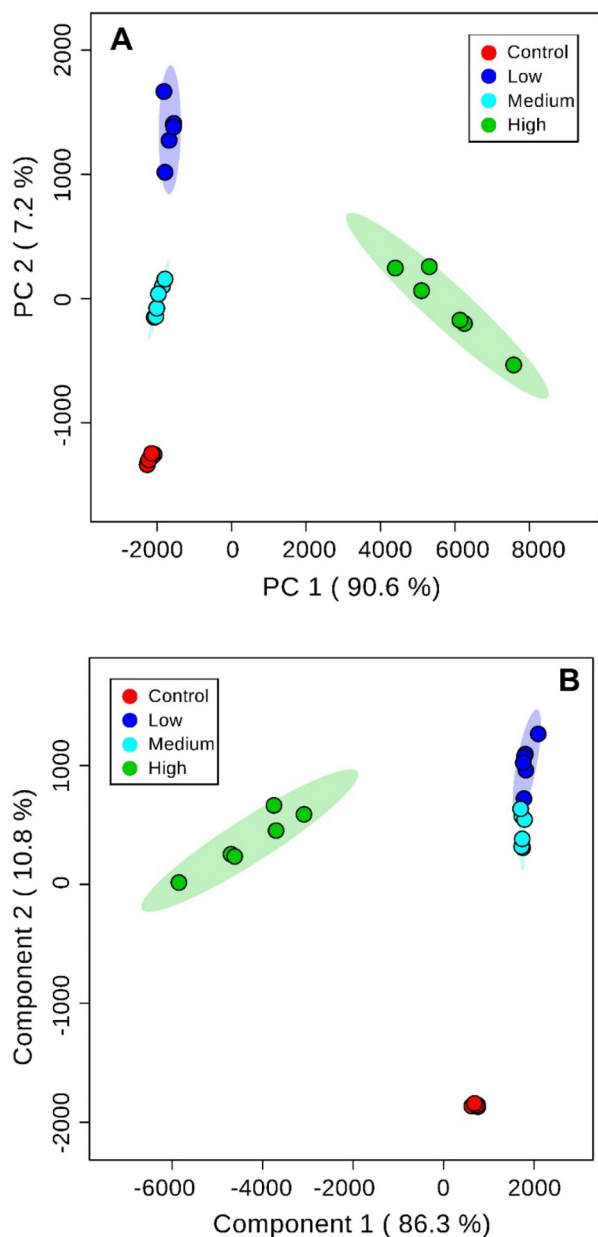 A
Control
Low
Medium
High
PC 2 ( 7.2 %)
2000
1000
0
-1000
-2000 0 2000 4000 6000 8000
PC 1 ( 90.6 %)
B
Control
Low
Medium
High
Component 2 ( 10.8 %)
1000
0
-1000
-2000
-6000 -4000 -2000 0 2000
Component 1 ( 86.3 %)